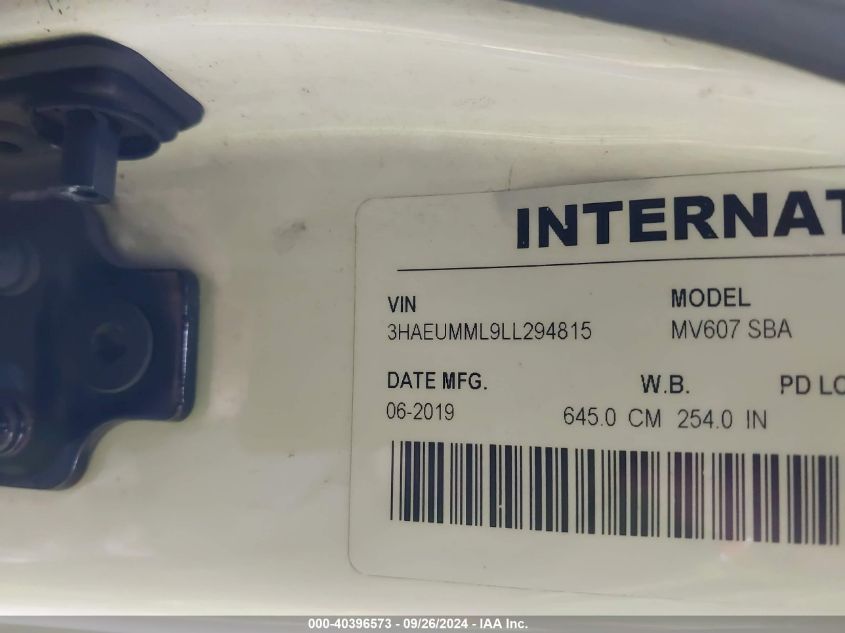 INTERNAT
VIN
MODEL
3HAEUMML9LL294815
MV607 SBA
DATE MFG.
W.B.
PD LO
06-2019
645.0 CM 254.0 IN
000-40396573 - 09/26/2024 - IAA Inc.